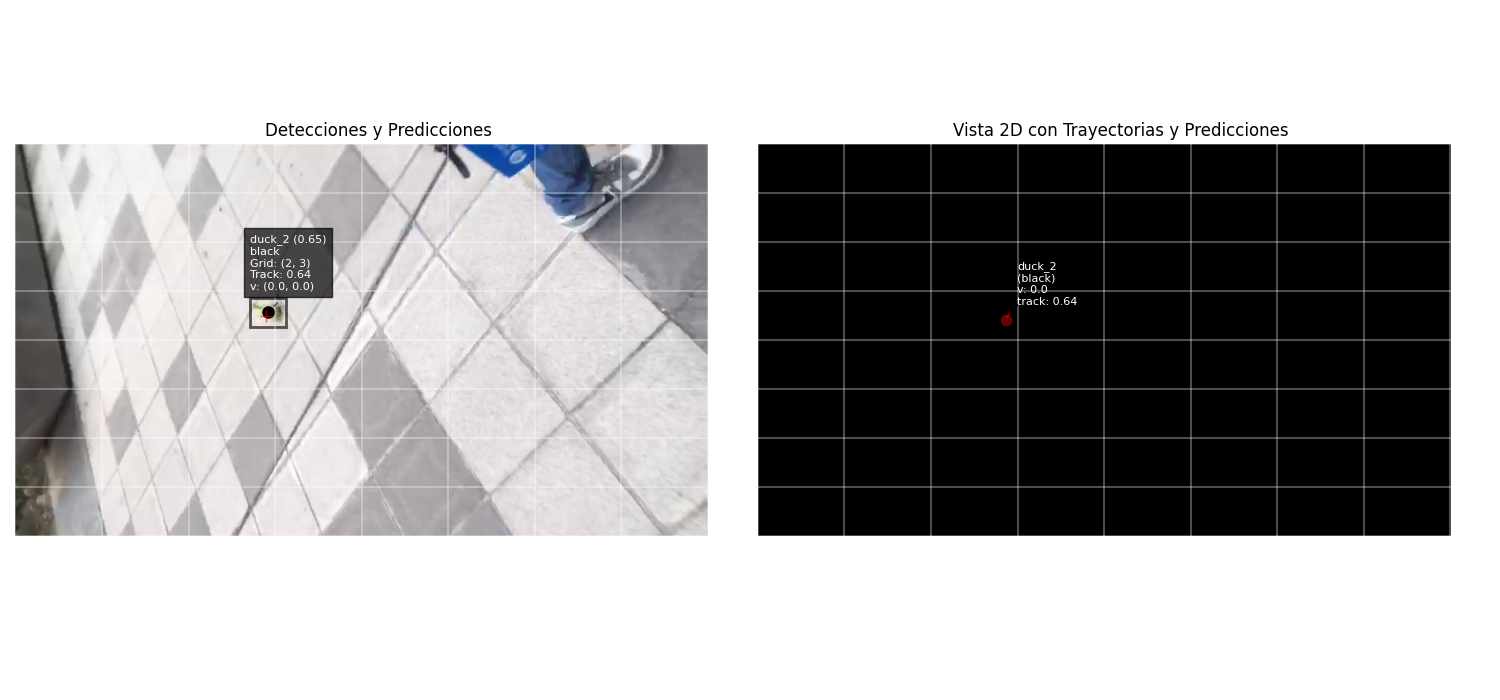 Detecciones y Predicciones
duck_2 (0.65)
black
Grid: (2, 3)
Track: 0.64
v: (0.0, 0.0)
Vista 2D con Trayectorias y Predicciones
duck_2
(black)
v: 0.0
track: 0.64